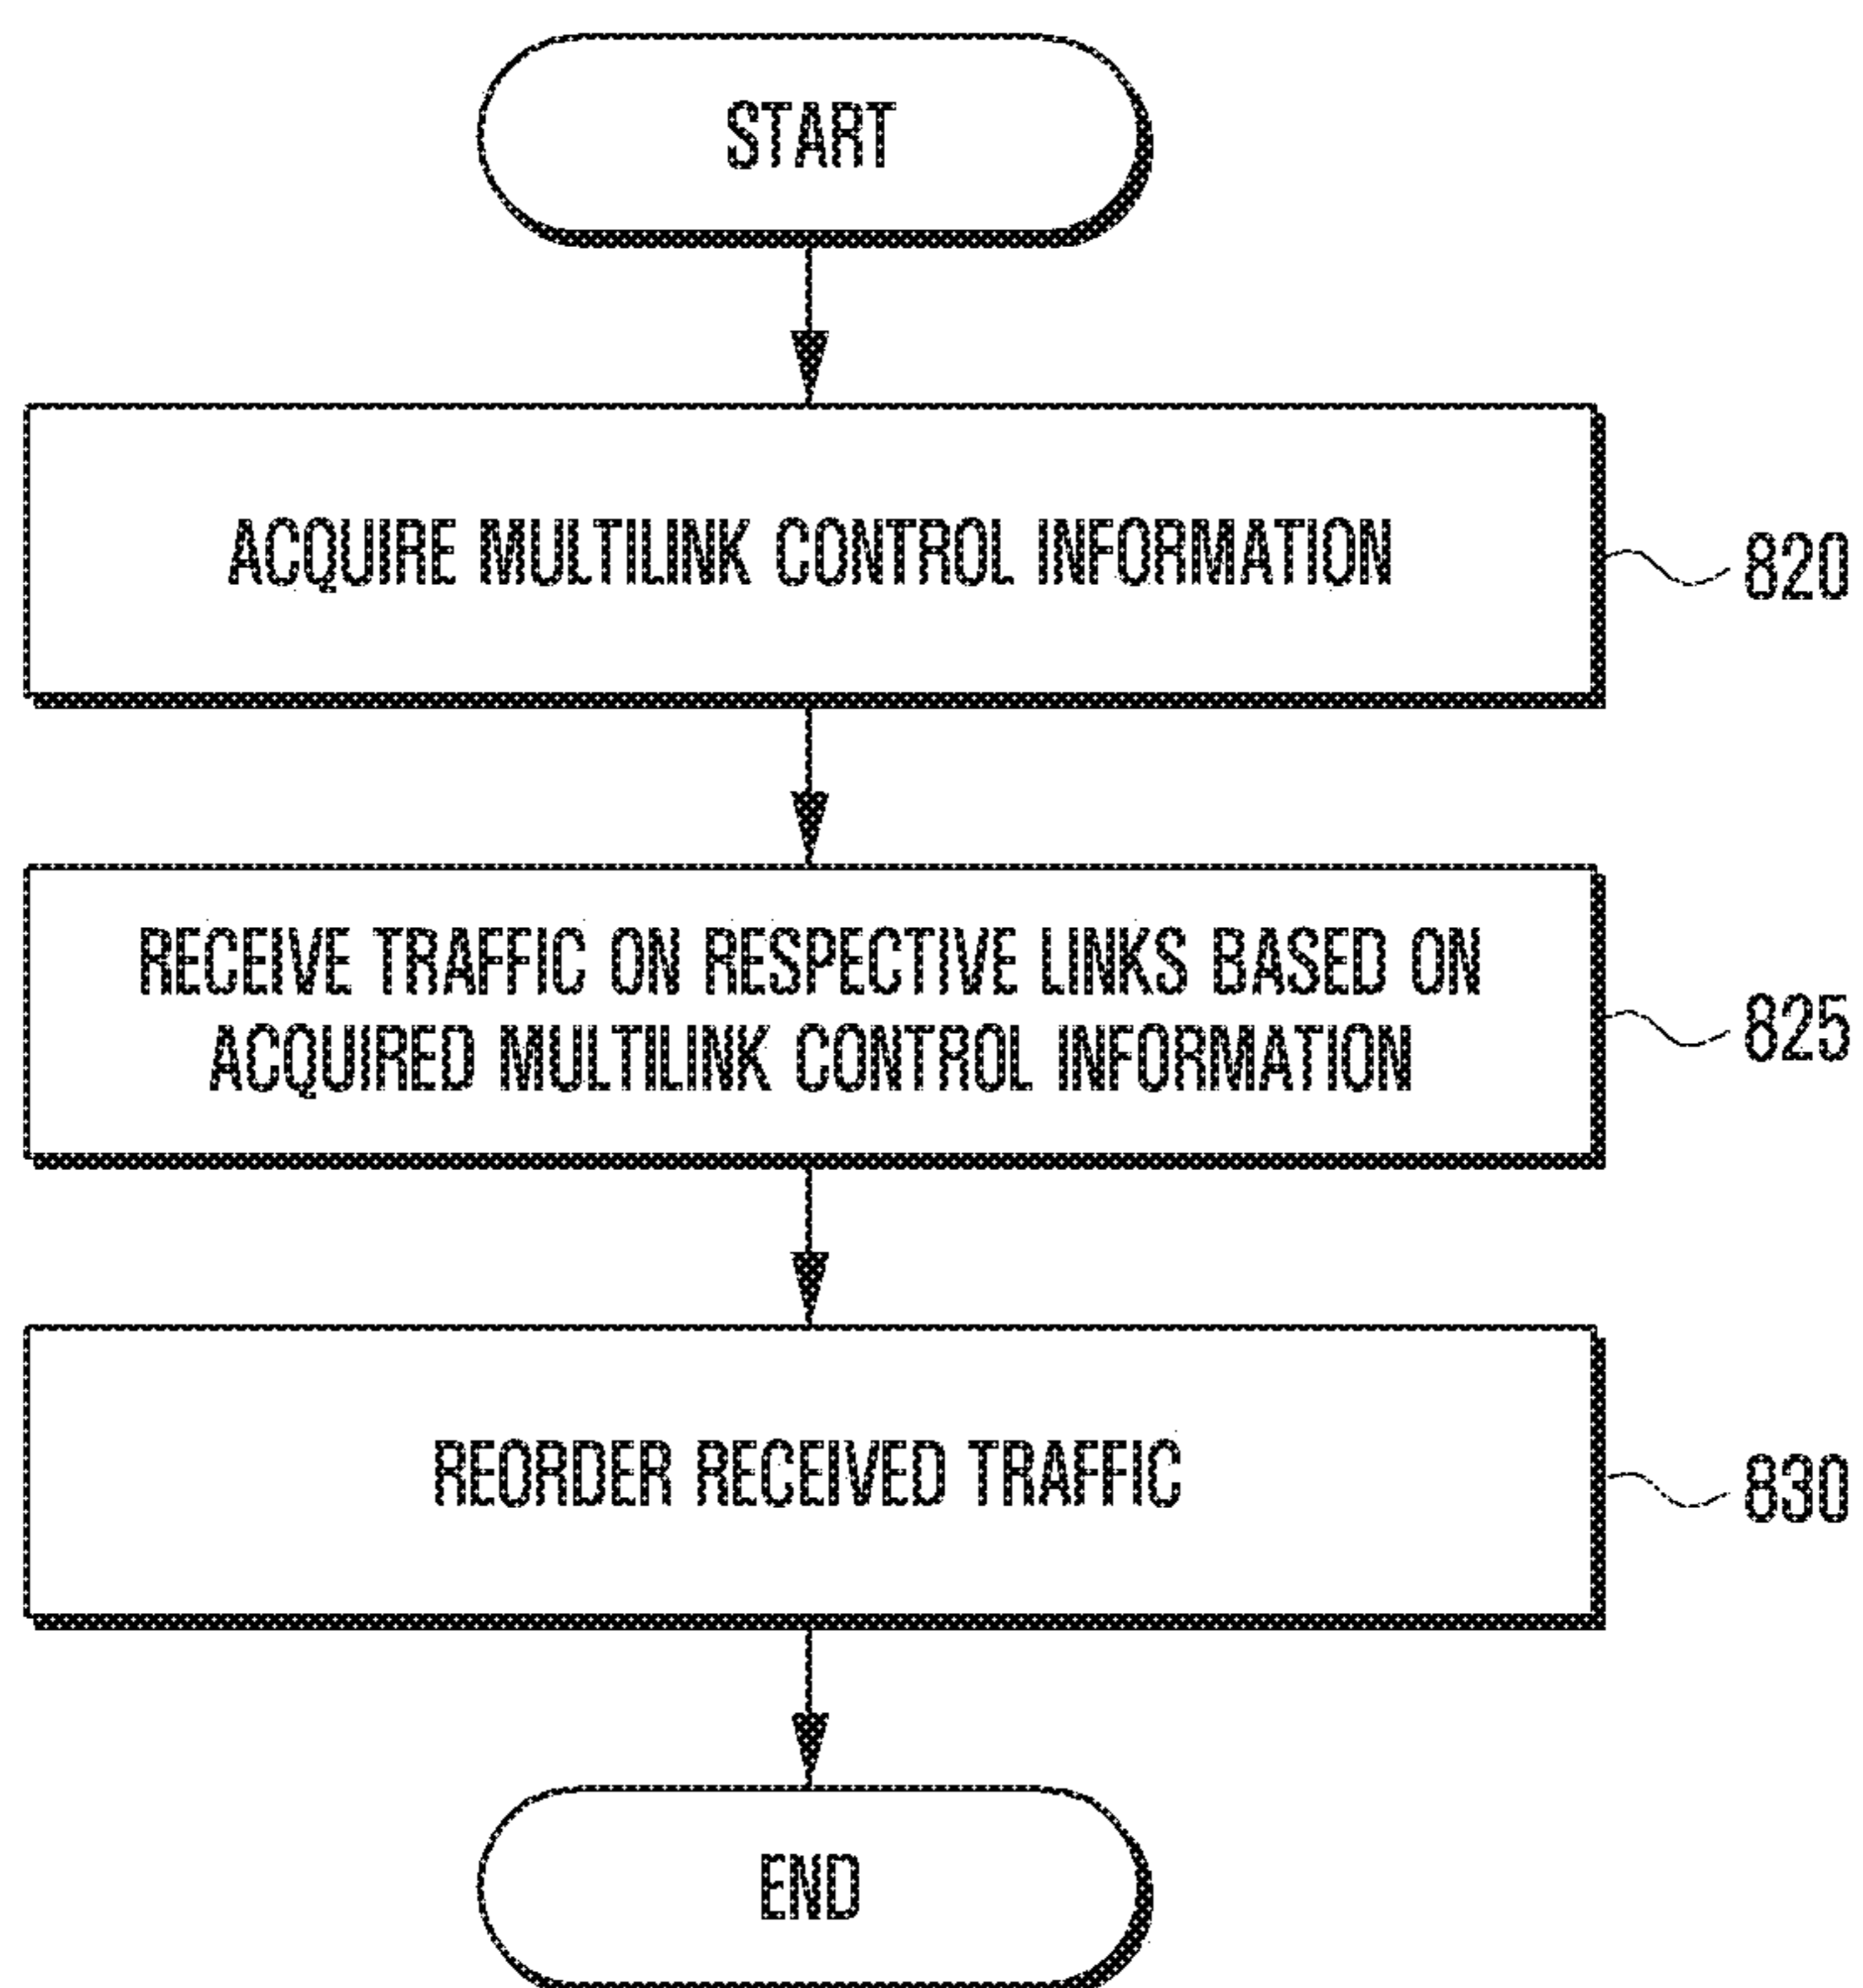 START
ACQUIRE MULTILINK CONTROL INFORMATION
820
RECEIVE TRAFFIC ON RESPECTIVE LINKS BASED ON
ACQUIRED MULTILINK CONTROL INFORMATION
825
REORDER RECEIVED TRAFFIC
830
END